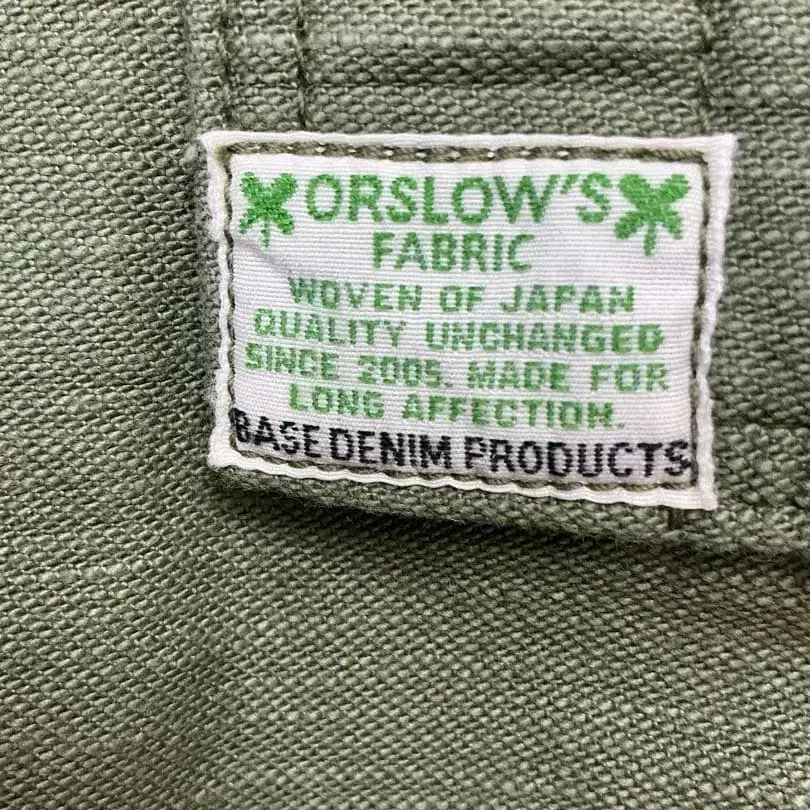 ORSLOW'S
FABRIC
WOVEN OF JAPAN
QUALITY UNCHANGED
SINCE 2005. MADE FOR
LONG AFFECTION.
BASE DENIM PRODUCTS